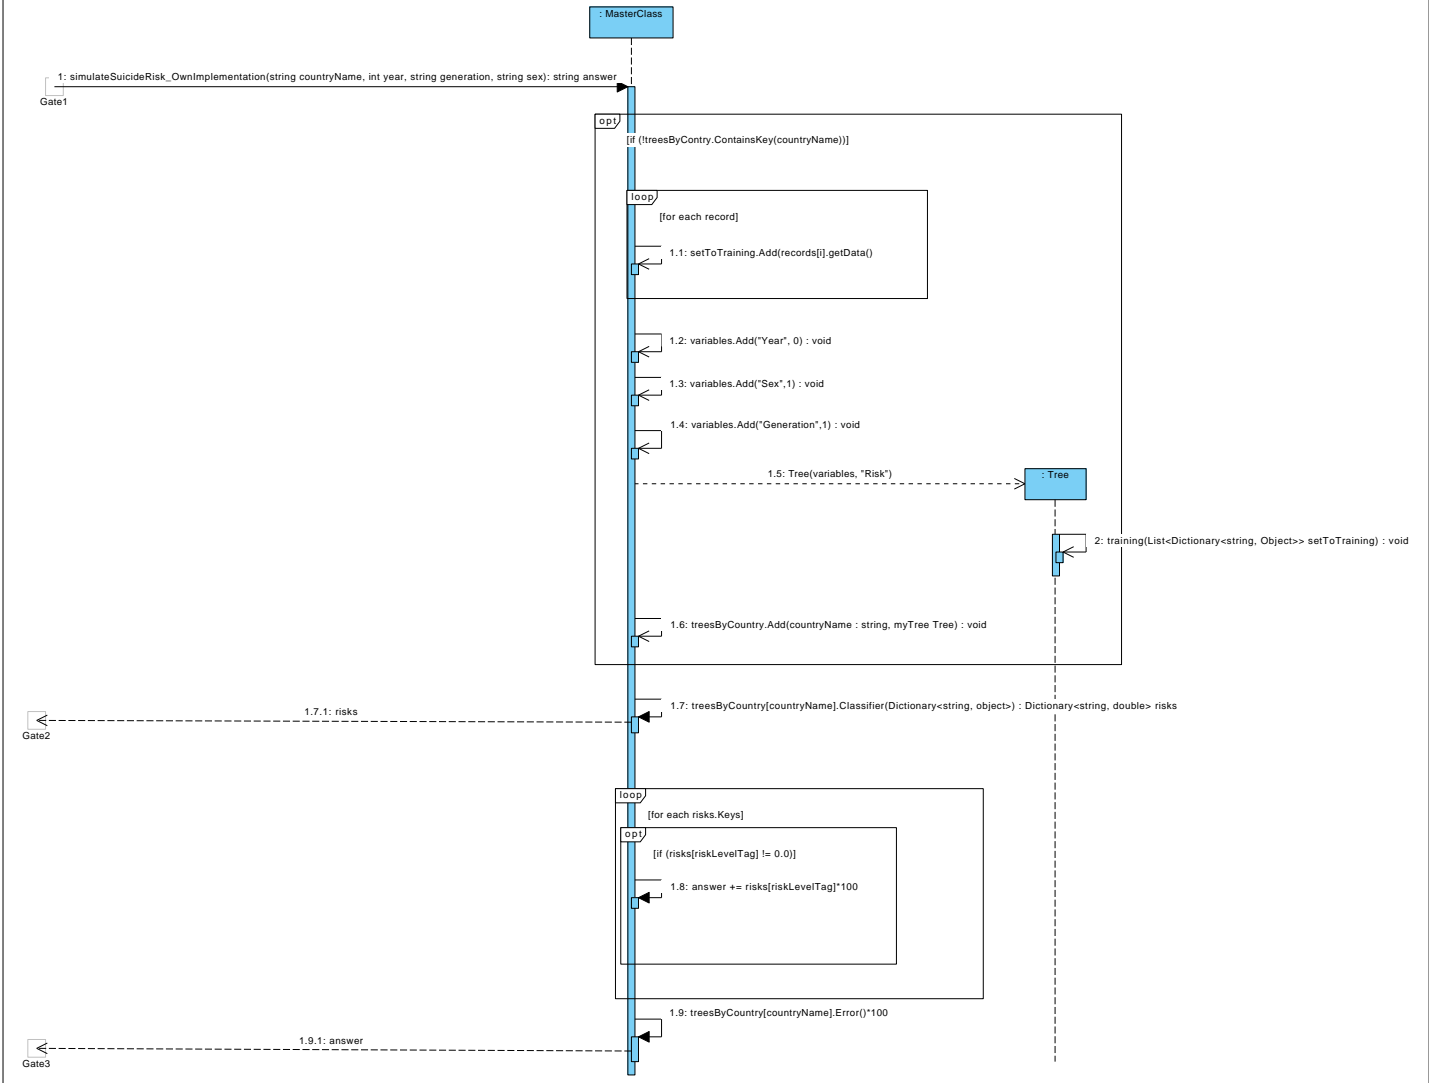 : MasterClass
1: simulateSuicideRisk_OwnImplementation(string countryName, int year, string generation, string sex): string answer
Gate1
opt
[if (!treesByContry.ContainsKey(countryName))]
loop
[for each record]
1.1: setToTraining.Add(records[i].getData()
1.2: variables.Add("Year", 0) : void
1.3: variables.Add("Sex",1) : void
1.4: variables.Add("Generation",1) : void
1.5: Tree(variables, "Risk")
: Tree
2: training(List<Dictionary<string, Object>> setToTraining) : void
1.6: treesByCountry.Add(countryName : string, myTree Tree) : void
1.7: treesByCountry[countryName].Classifier(Dictionary<string, object>) : Dictionary<string, double> risks
1.7.1: risks
Gate2
loop
[for each risks.Keys]
opt
[if (risks[riskLevelTag] != 0.0)]
1.8: answer += risks[riskLevelTag]*100
1.9: treesByCountry[countryName].Error()*100
1.9.1: answer
Gate3